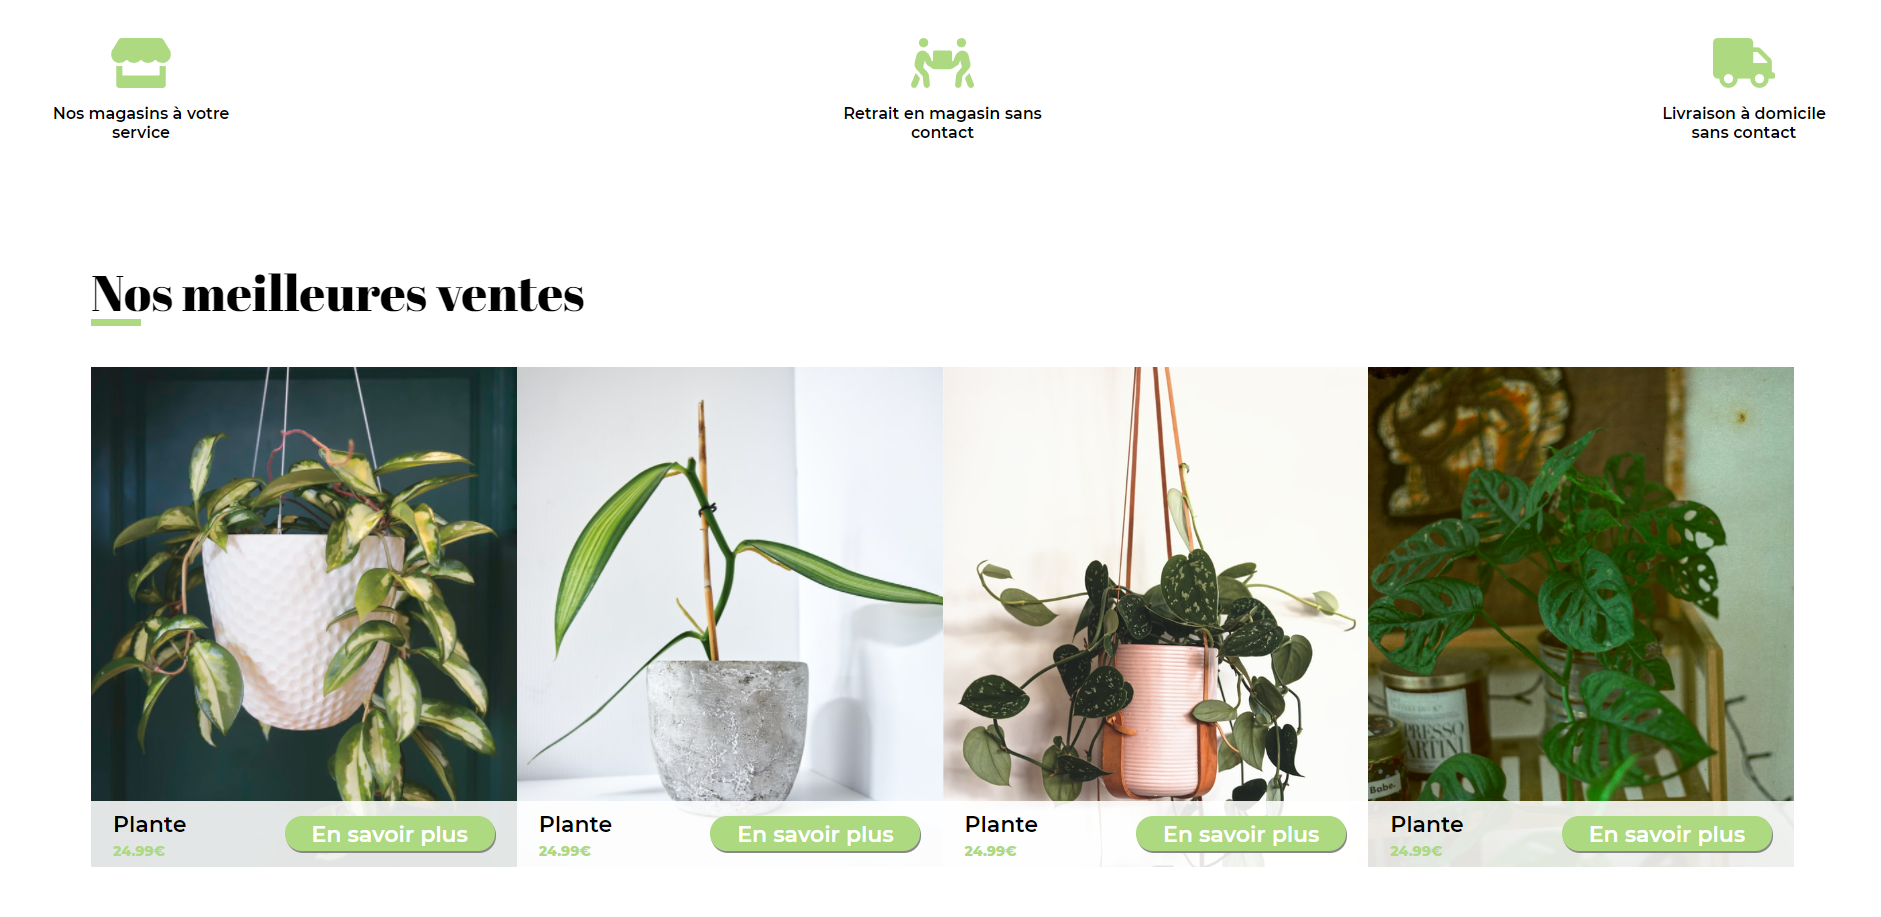 Nos magasins à votre
service
Retrait en magasin sans
contact
Livraison à domicile
sans contact
Nos meilleures ventes
Plante
24.99€
En savoir plus
Plante
24.99€
En savoir plus
Plante
24.99€
En savoir plus
Plante
24.99€
En savoir plus
Babe.